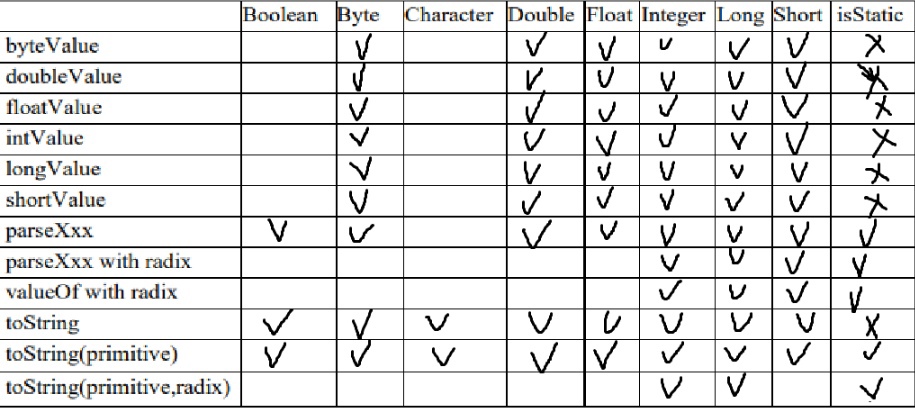 Boolean Byte Character Double Float Integer Long Short isStatic
byteValue ✓ ✓ ✓ ✓ ✓ ✓ ✗
doubleValue ✓ ✓ ✓ ✓ ✓ ✓ ✗
floatValue ✓ ✓ ✓ ✓ ✓ ✓ ✗
intValue ✓ ✓ ✓ ✓ ✓ ✓ ✗
longValue ✓ ✓ ✓ ✓ ✓ ✓ ✗
shortValue ✓ ✓ ✓ ✓ ✓ ✓ ✗
parseXxx ✓ ✓ ✓ ✓ ✓ ✓ ✓ ✓
parseXxx with radix ✓ ✓ ✓ ✓
valueOf with radix ✓ ✓ ✓ ✓
toString ✓ ✓ ✓ ✓ ✓ ✓ ✓ ✓ ✗
toString(primitive) ✓ ✓ ✓ ✓ ✓ ✓ ✓ ✓ ✓
toString(primitive,radix) ✓ ✓ ✓